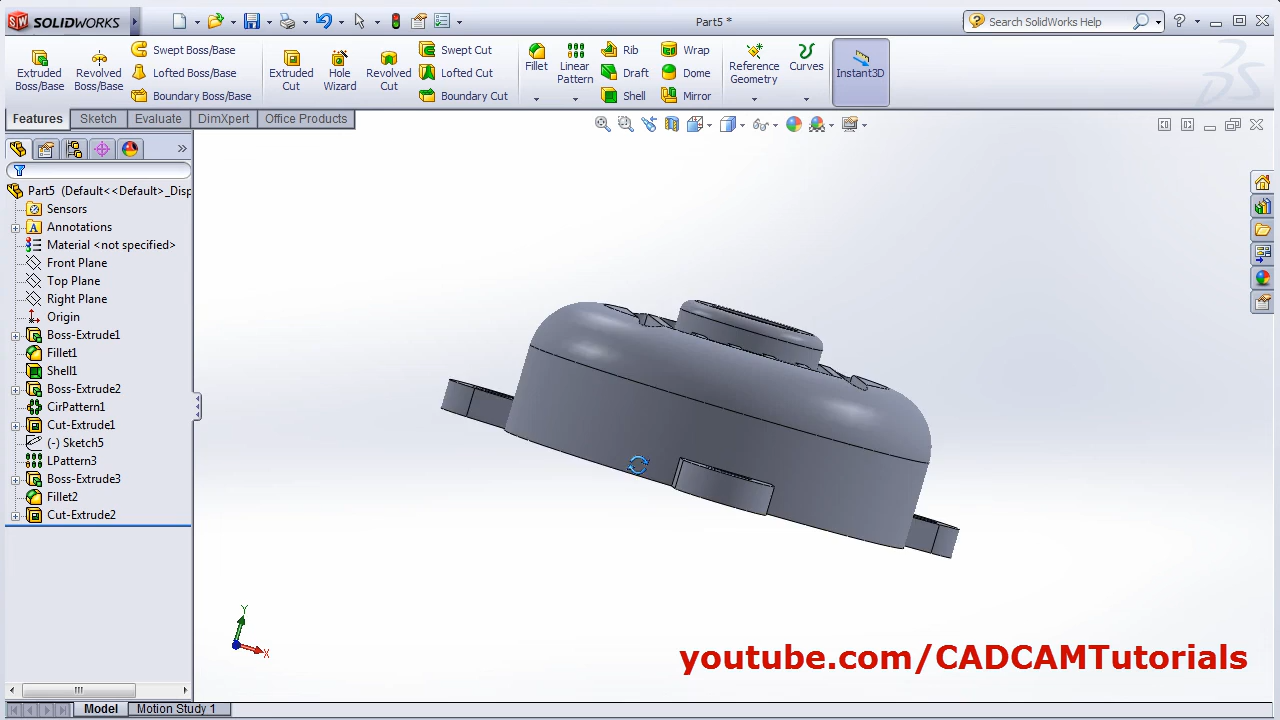 SOLIDWORKS
Part5 *
Search SolidWorks Help
Extruded Boss/Base
Revolved Boss/Base
Swept Boss/Base
Lofted Boss/Base
Boundary Boss/Base
Extruded Cut
Hole Wizard
Revolved Cut
Swept Cut
Lofted Cut
Boundary Cut
Fillet
Linear Pattern
Rib
Draft
Shell
Wrap
Dome
Mirror
Reference Geometry
Curves
Instant3D
Features
Sketch
Evaluate
DimXpert
Office Products
Part5 (Default<<Default>_Disp
Sensors
Annotations
Material <not specified>
Front Plane
Top Plane
Right Plane
Origin
Boss-Extrude1
Fillet1
Shell1
Boss-Extrude2
CirPattern1
Cut-Extrude1
(-) Sketch5
LPattern3
Boss-Extrude3
Fillet2
Cut-Extrude2
Y
X
youtube.com/CADCAMTutorials
Model
Motion Study 1